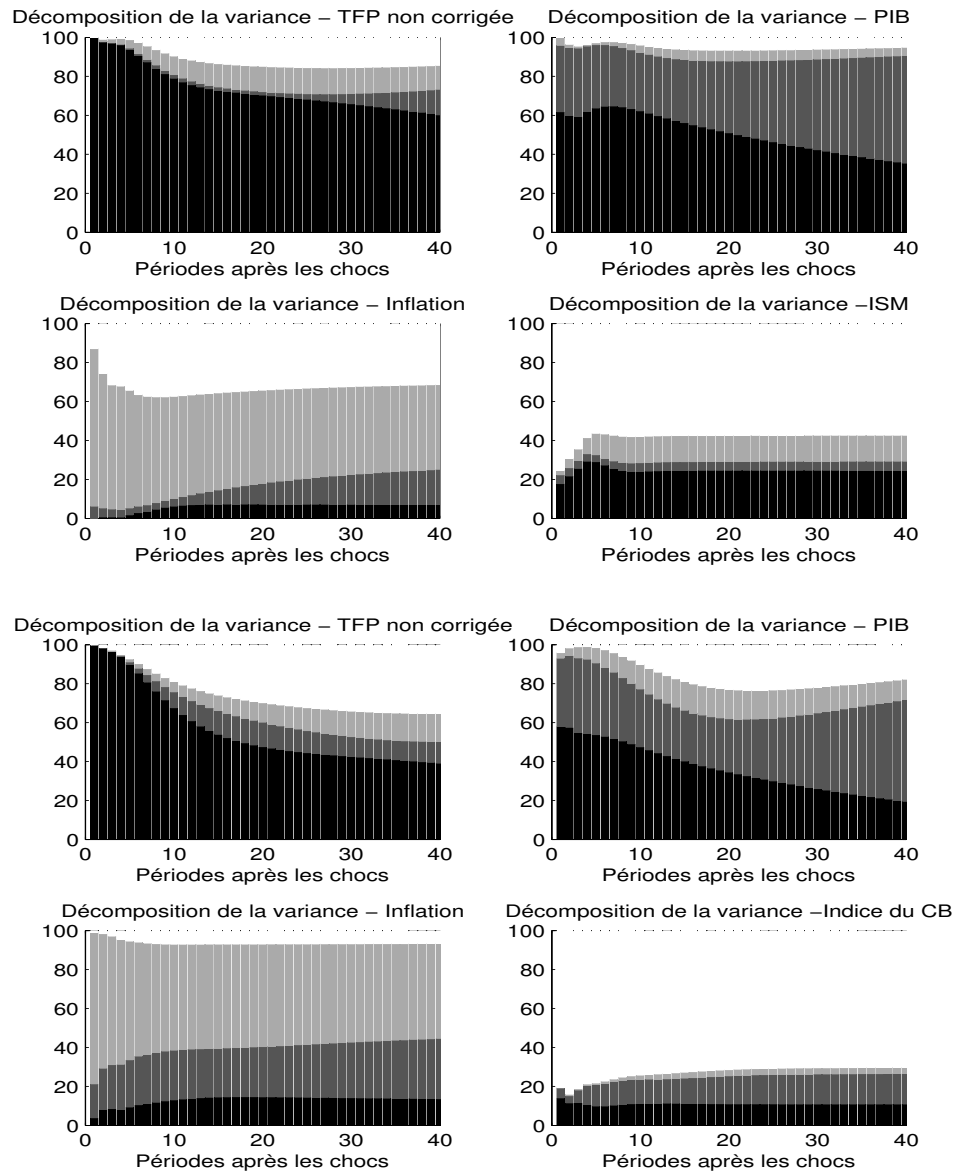 Décomposition de la variance − TFP non corrigée
100
80
60
40
20
0
0 10 20 30 40
Périodes après les chocs
Décomposition de la variance − PIB
100
80
60
40
20
0
0 10 20 30 40
Périodes après les chocs
Décomposition de la variance − Inflation
100
80
60
40
20
0
0 10 20 30 40
Périodes après les chocs
Décomposition de la variance −ISM
100
80
60
40
20
0
0 10 20 30 40
Périodes après les chocs
Décomposition de la variance − TFP non corrigée
100
80
60
40
20
0
0 10 20 30 40
Périodes après les chocs
Décomposition de la variance − PIB
100
80
60
40
20
0
0 10 20 30 40
Périodes après les chocs
Décomposition de la variance − Inflation
100
80
60
40
20
0
0 10 20 30 40
Périodes après les chocs
Décomposition de la variance −Indice du CB
100
80
60
40
20
0
0 10 20 30 40
Périodes après les chocs